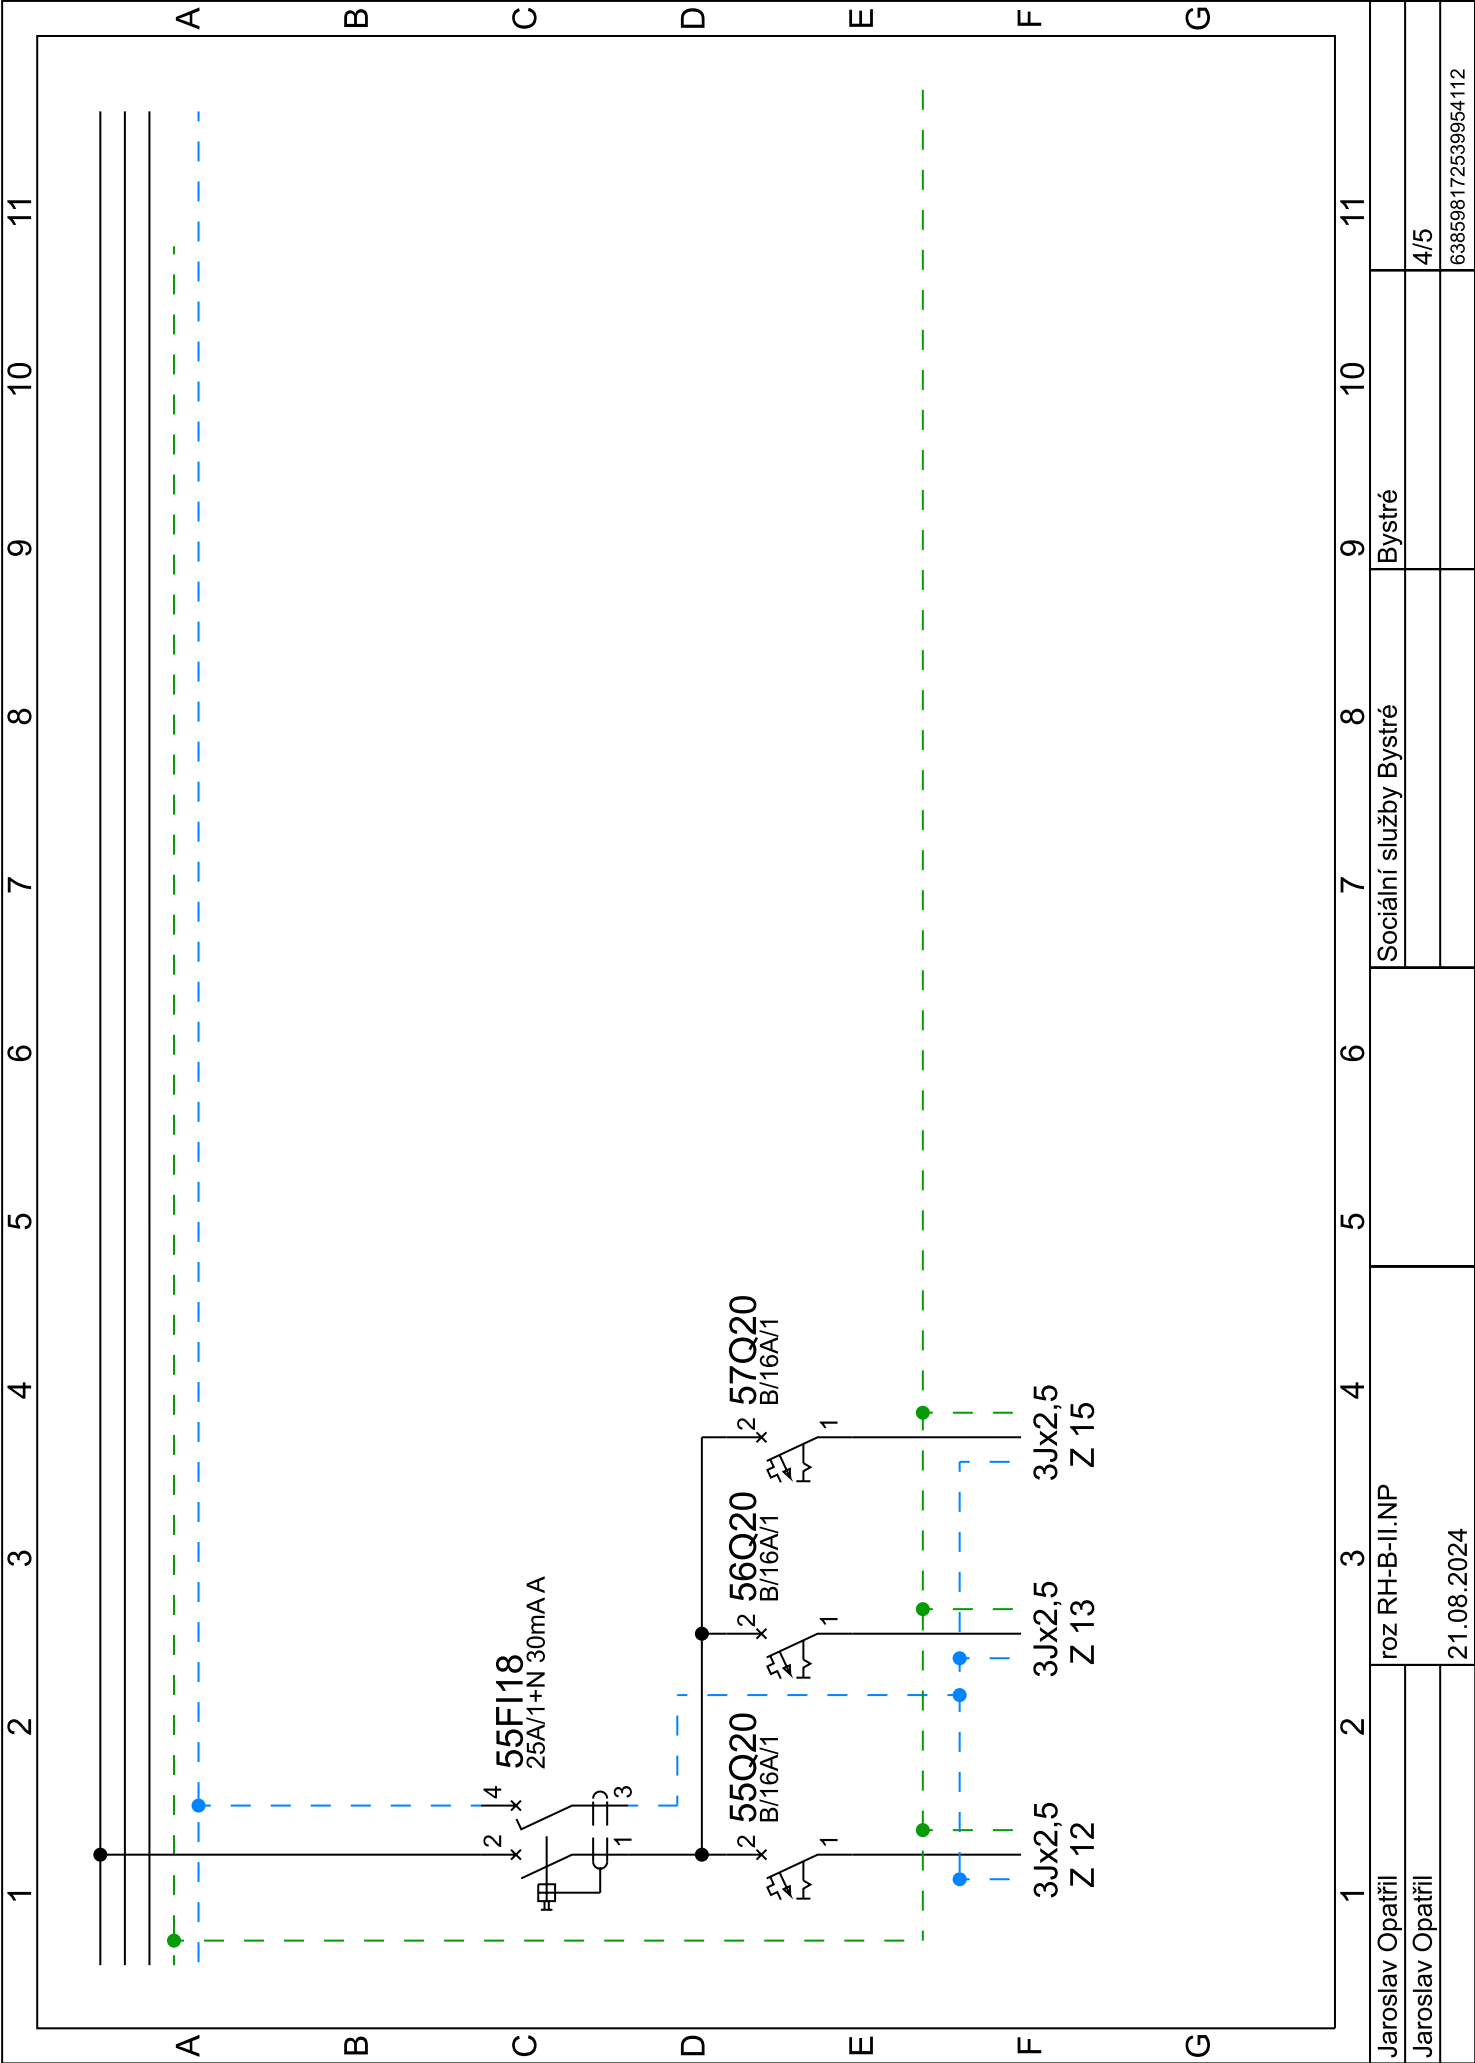 1 2 3 4 5 6 7 8 9 10 11
A A
B B
C C
D D
E E
F F
G G
55FI18
25A/1+N 30mA A
2 4
1 3
55Q20
B/16A/1
2
1
56Q20
B/16A/1
2
1
57Q20
B/16A/1
2
1
3Jx2,5
Z 12
3Jx2,5
Z 13
3Jx2,5
Z 15
1 2 3 4 5 6 7 8 9 10 11
Jaroslav Opatřil roz RH-B-II.NP Sociální služby Bystré Bystré
Jaroslav Opatřil 4/5
21.08.2024 638598172539954112